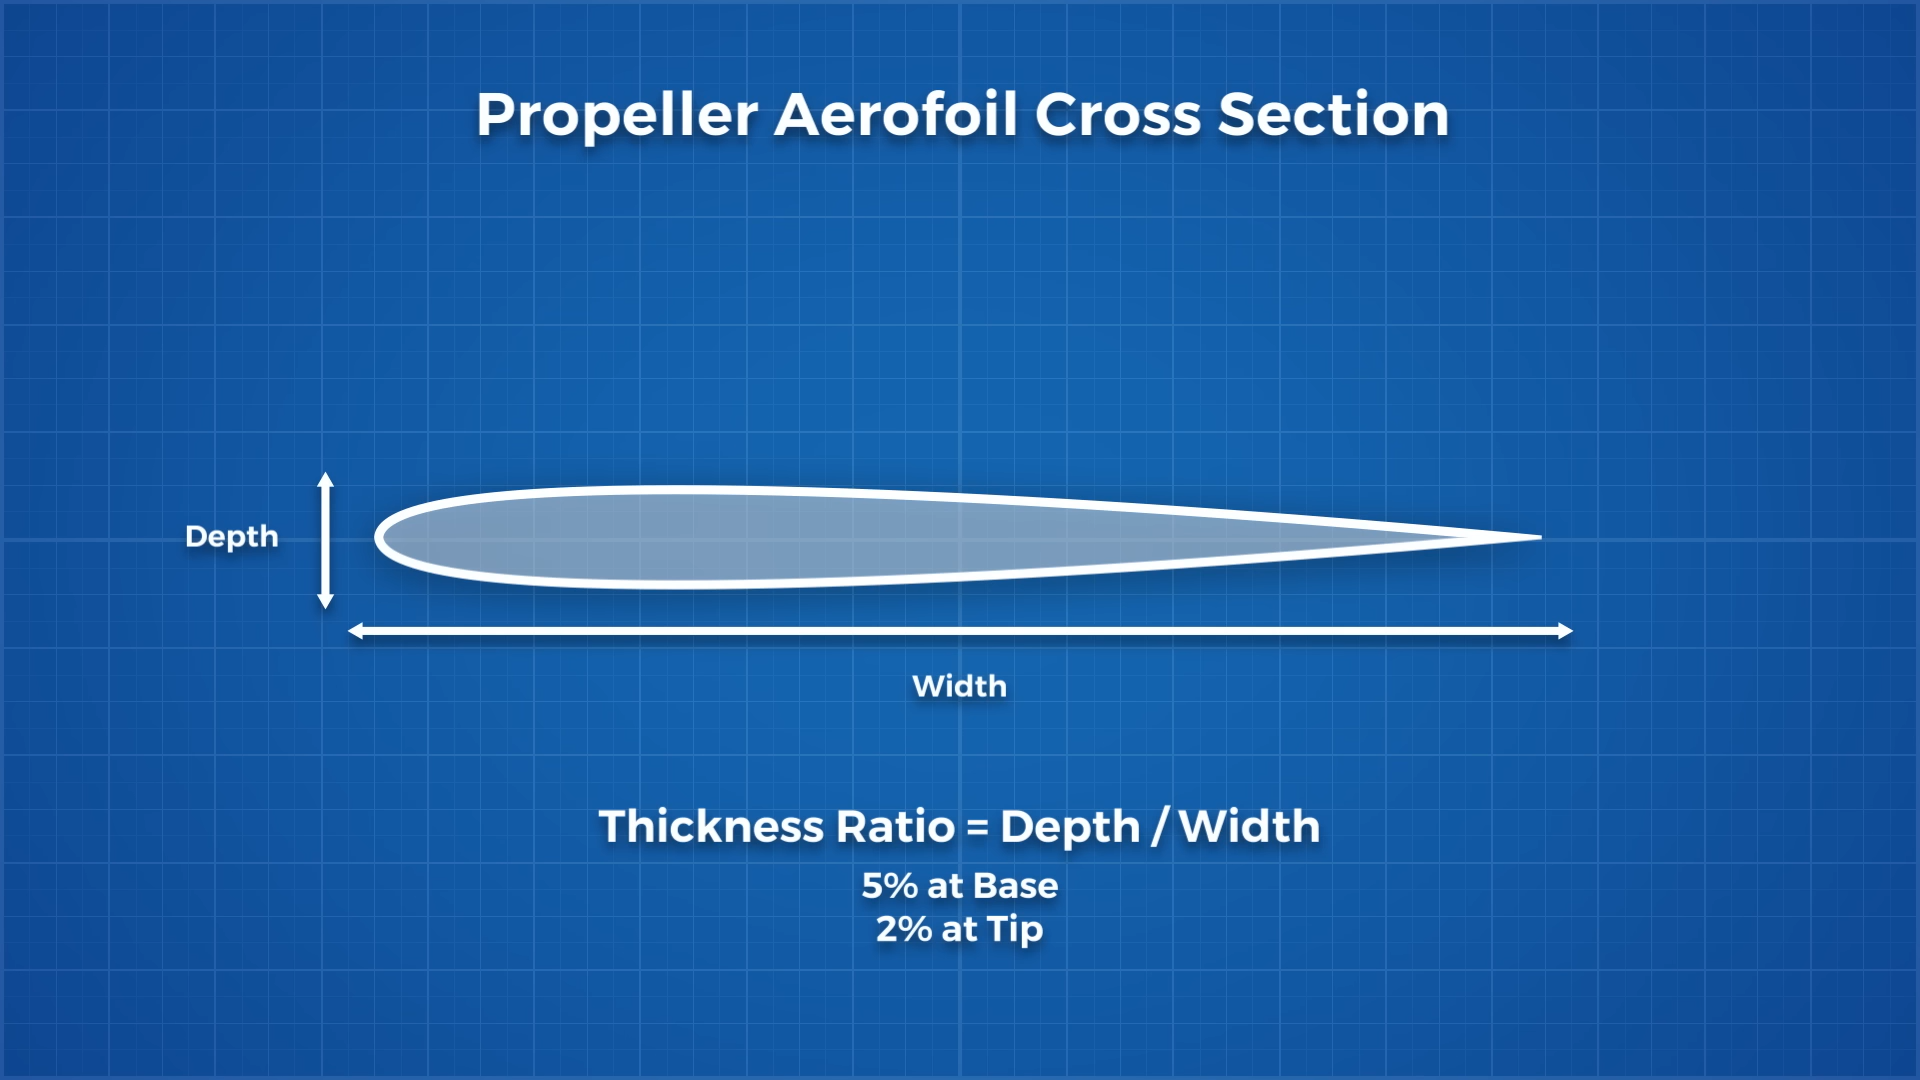 Propeller Aerofoil Cross Section
Depth
Width
Thickness Ratio = Depth / Width
5% at Base
2% at Tip